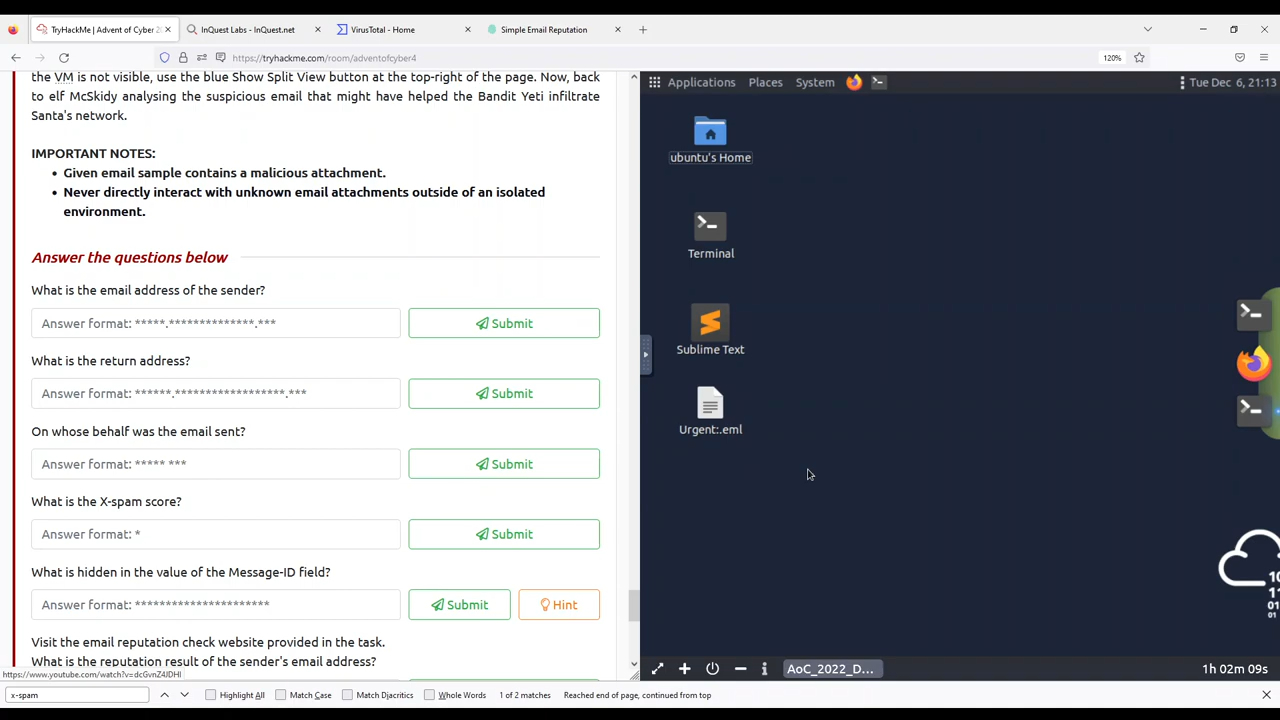 TryHackMe | Advent of Cyber 2
InQuest Labs - InQuest.net
VirusTotal - Home
Simple Email Reputation
https://tryhackme.com/room/adventofcyber4
120%
the VM is not visible, use the blue Show Split View button at the top-right of the page. Now, back
to elf McSkidy analysing the suspicious email that might have helped the Bandit Yeti infiltrate
Santa's network.
IMPORTANT NOTES:
• Given email sample contains a malicious attachment.
• Never directly interact with unknown email attachments outside of an isolated
environment.
Answer the questions below
What is the email address of the sender?
Answer format: *****.**************.***
Submit
What is the return address?
Answer format: ******.******************.***
Submit
On whose behalf was the email sent?
Answer format: ***** ***
Submit
What is the X-spam score?
Answer format: *
Submit
What is hidden in the value of the Message-ID field?
Answer format: **********************
Submit
Hint
Visit the email reputation check website provided in the task.
What is the reputation result of the sender's email address?
https://www.youtube.com/watch?v=dcGvnZ4JDHI
x-spam
Highlight All
Match Case
Match Diacritics
Whole Words
1 of 2 matches
Reached end of page, continued from top
Applications
Places
System
Tue Dec 6, 21:13
ubuntu's Home
Terminal
Sublime Text
Urgent:.eml
10
11
01
01
AoC_2022_D...
1h 02m 09s